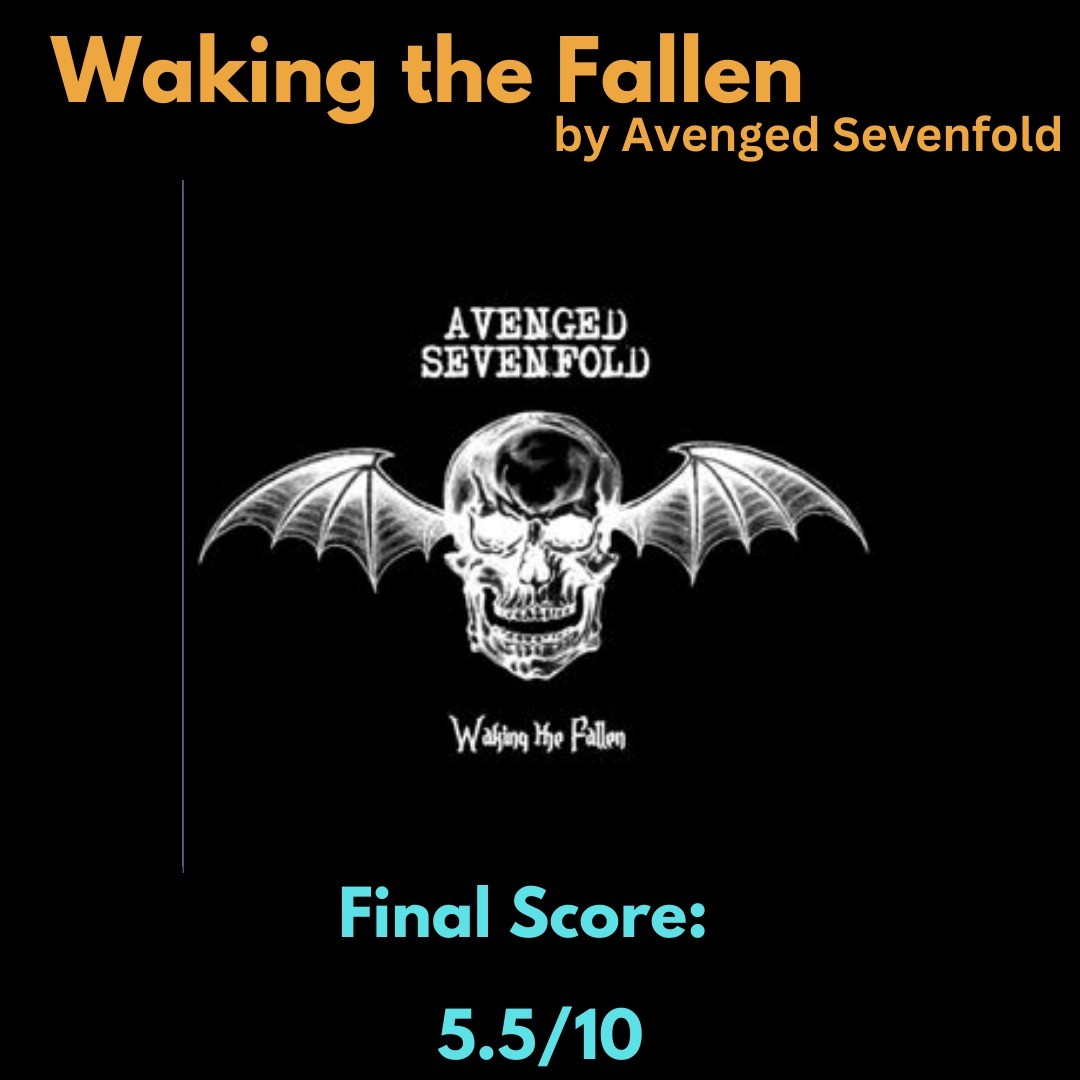 Waking the Fallen
by Avenged Sevenfold
AVENGED
SEVENFOLD
Waking the Fallen
Final Score:
5.5/10